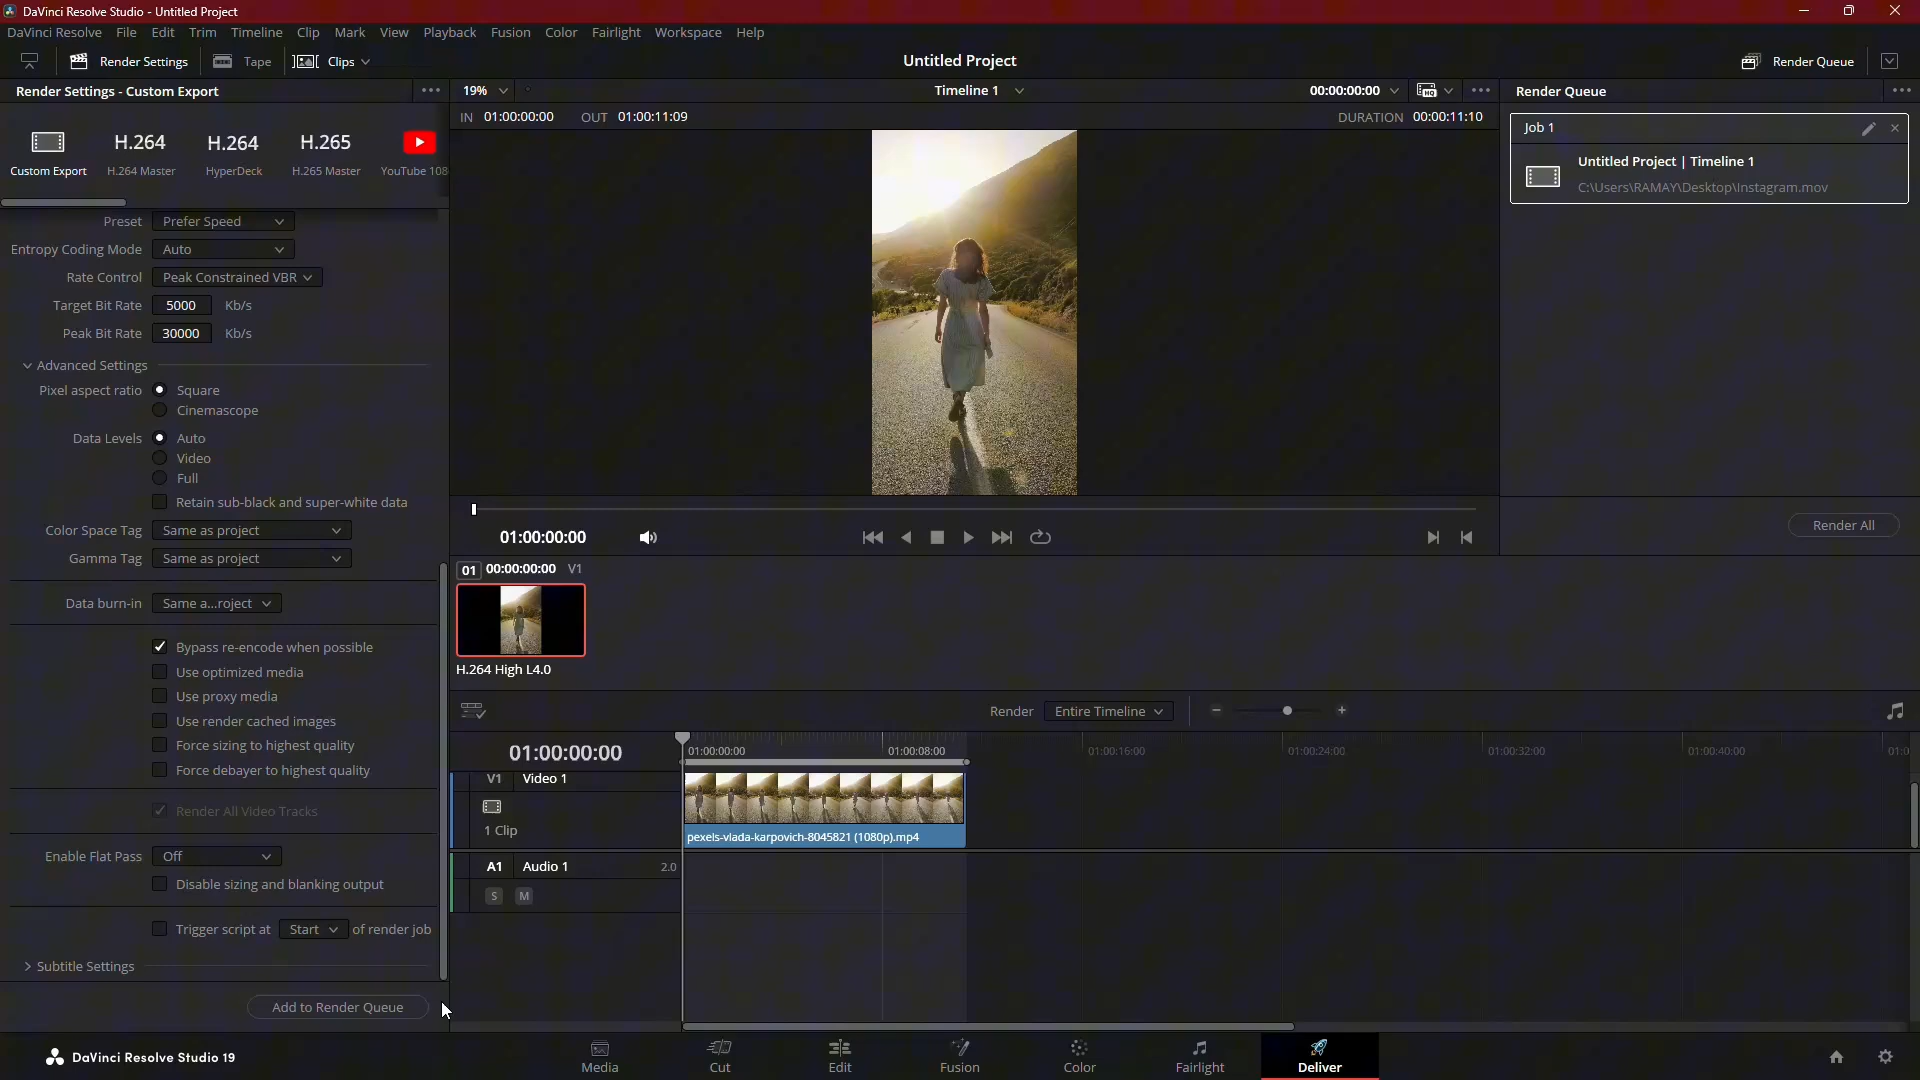 DaVinci Resolve Studio - Untitled Project
DaVinci Resolve File Edit Trim Timeline Clip Mark View Playback Fusion Color Fairlight Workspace Help
Render Settings Tape Clips Untitled Project Render Queue
Render Settings - Custom Export 19% Timeline 1 00:00:00:00 Render Queue
IN 01:00:00:00 OUT 01:00:11:09 DURATION 00:00:11:10
H.264 H.264 H.265
Custom Export H.264 Master HyperDeck H.265 Master YouTube 108
Job 1
Untitled Project | Timeline 1
C:\Users\RAMAY\Desktop\Instagram.mov
Render All
Preset Prefer Speed
Entropy Coding Mode Auto
Rate Control Peak Constrained VBR
Target Bit Rate 5000 Kb/s
Peak Bit Rate 30000 Kb/s
Advanced Settings
Pixel aspect ratio Square
Cinemascope
Data Levels Auto
Video
Full
Retain sub-black and super-white data
Color Space Tag Same as project
Gamma Tag Same as project
Data burn-in Same a...roject
Bypass re-encode when possible
Use optimized media
Use proxy media
Use render cached images
Force sizing to highest quality
Force debayer to highest quality
Render All Video Tracks
Enable Flat Pass Off
Disable sizing and blanking output
Trigger script at Start of render job
Subtitle Settings
Add to Render Queue
01:00:00:00
01 00:00:00:00 V1
H.264 High L4.0
Render Entire Timeline
01:00:00:00 01:00:00:00 01:00:08:00 01:00:16:00 01:00:24:00 01:00:32:00 01:00:40:00 01:0
V1 Video 1
1 Clip
pexels-vlada-karpovich-8045821 (1080p).mp4
A1 Audio 1 2.0
S M
DaVinci Resolve Studio 19
Media Cut Edit Fusion Color Fairlight Deliver